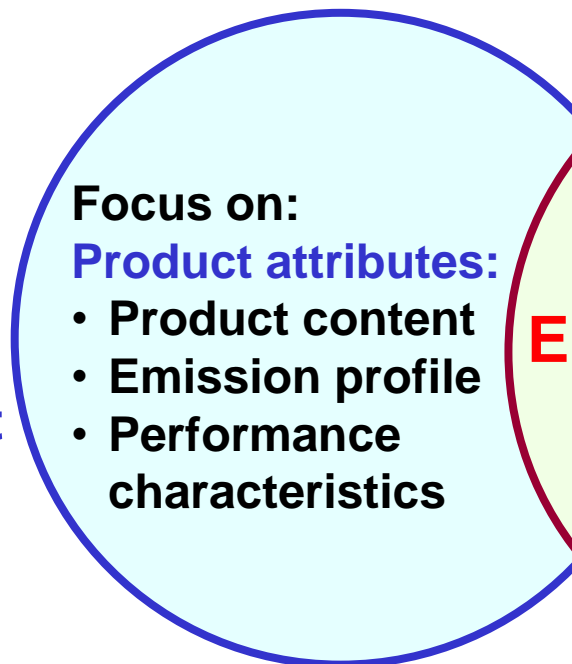 Focus on:
Product attributes:
• Product content
• Emission profile
• Performance
characteristics
E